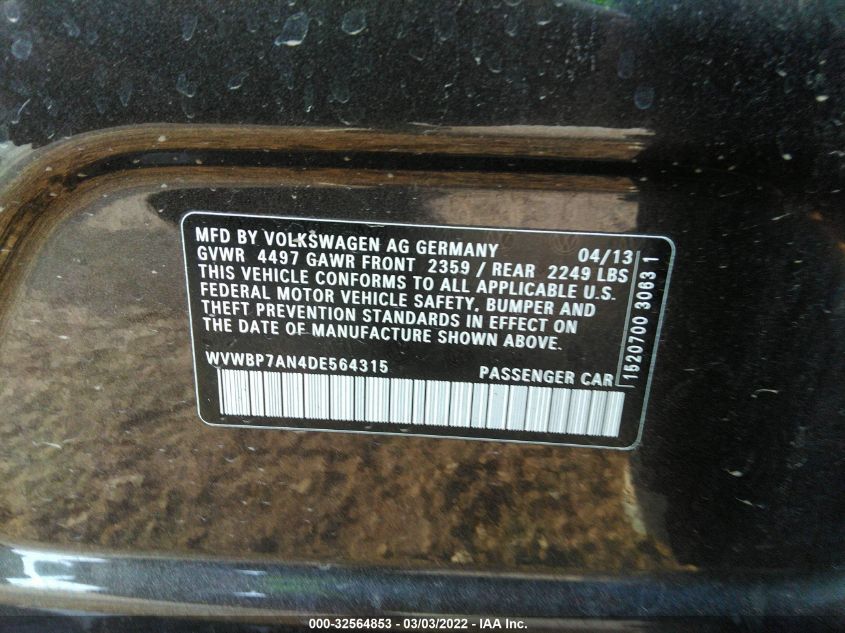 MFD BY VOLKSWAGEN AG GERMANY 04/13
GVWR 4497 GAWR FRONT 2359 / REAR 2249 LBS
THIS VEHICLE CONFORMS TO ALL APPLICABLE U.S.
FEDERAL MOTOR VEHICLE SAFETY, BUMPER AND
THEFT PREVENTION STANDARDS IN EFFECT ON
THE DATE OF MANUFACTURE SHOWN ABOVE.
WVWBP7AN4DE564315 PASSENGER CAR
1520700 3063 1
000-32564853 / 03/03/2022 - IAA Inc.